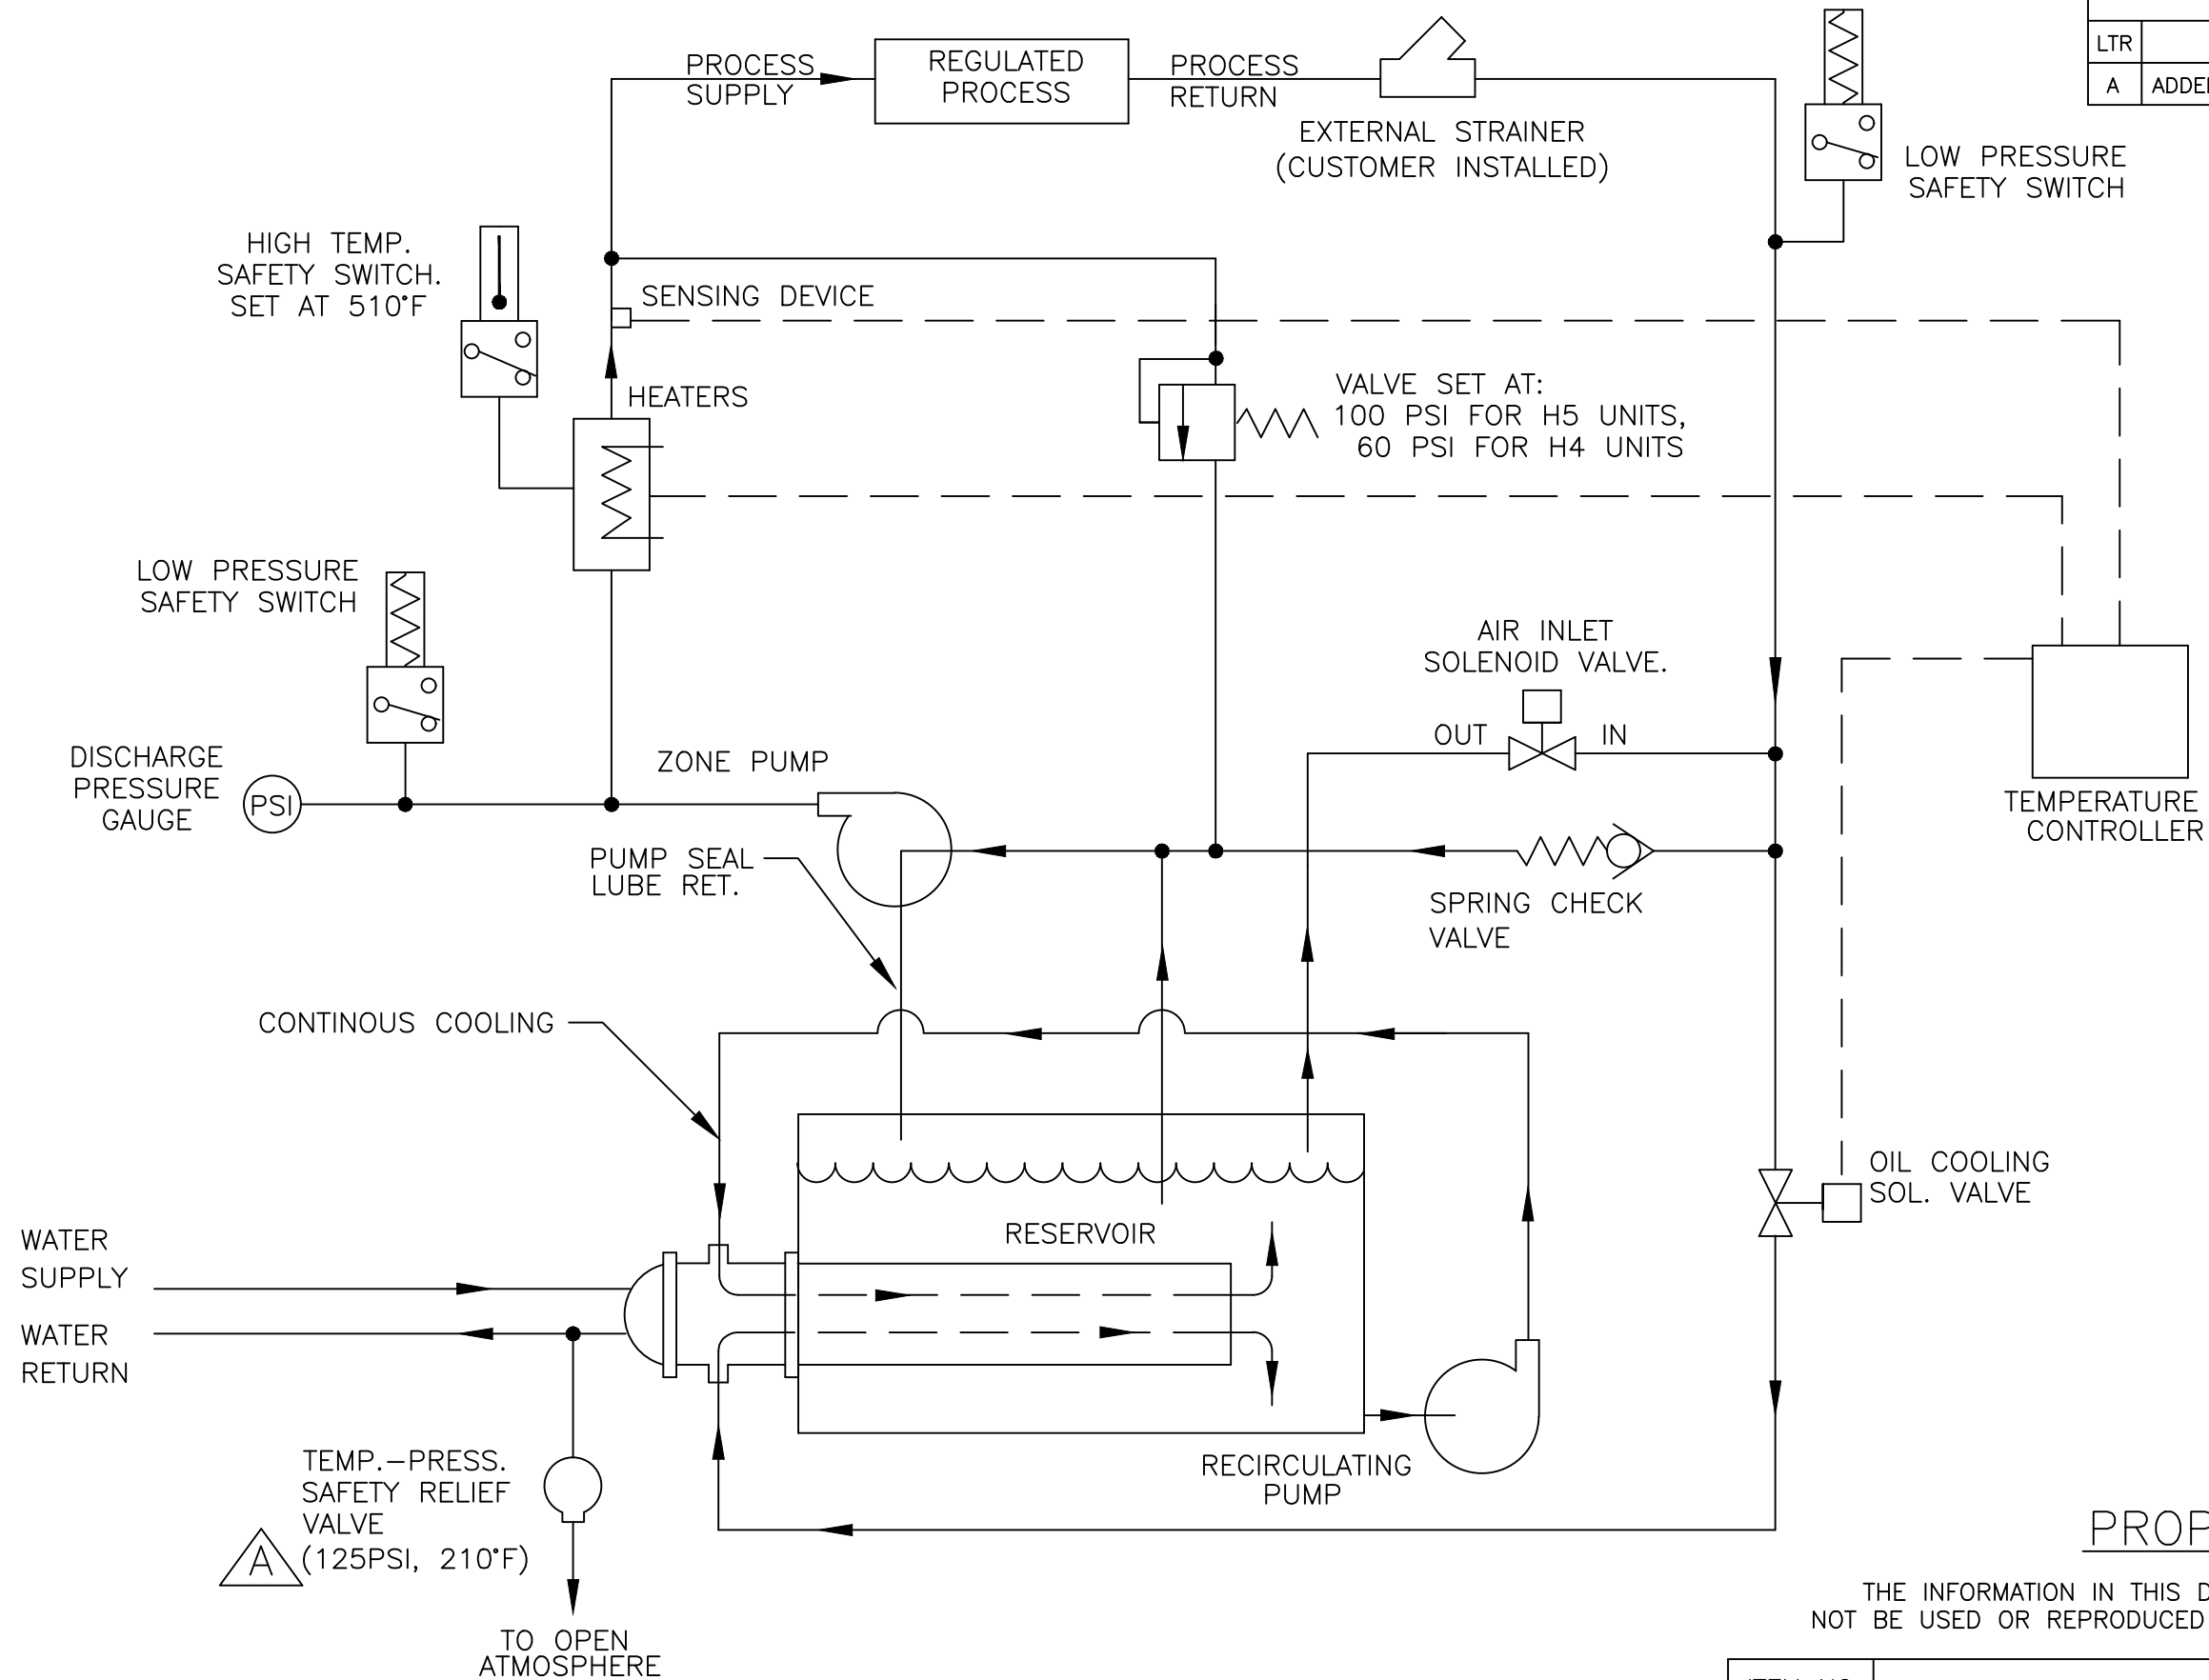 PROCESS
SUPPLY
REGULATED
PROCESS
PROCESS
RETURN
EXTERNAL STRAINER
(CUSTOMER INSTALLED)
LOW PRESSURE
SAFETY SWITCH
LTR
A
HIGH TEMP.
SAFETY SWITCH.
SET AT 510°F
SENSING DEVICE
HEATERS
VALVE SET AT:
100 PSI FOR H5 UNITS,
60 PSI FOR H4 UNITS
LOW PRESSURE
SAFETY SWITCH
AIR INLET
SOLENOID VALVE.
OUT
IN
DISCHARGE
PRESSURE
GAUGE
PSI
ZONE PUMP
TEMPERATURE
CONTROLLER
PUMP SEAL
LUBE RET.
SPRING CHECK
VALVE
CONTINOUS COOLING
OIL COOLING
SOL. VALVE
RESERVOIR
WATER
SUPPLY
WATER
RETURN
RECIRCULATING
PUMP
TEMP.-PRESS.
SAFETY RELIEF
VALVE
(125PSI, 210°F)
A
TO OPEN
ATMOSPHERE
PROP
THE INFORMATION IN THIS D
NOT BE USED OR REPRODUCED